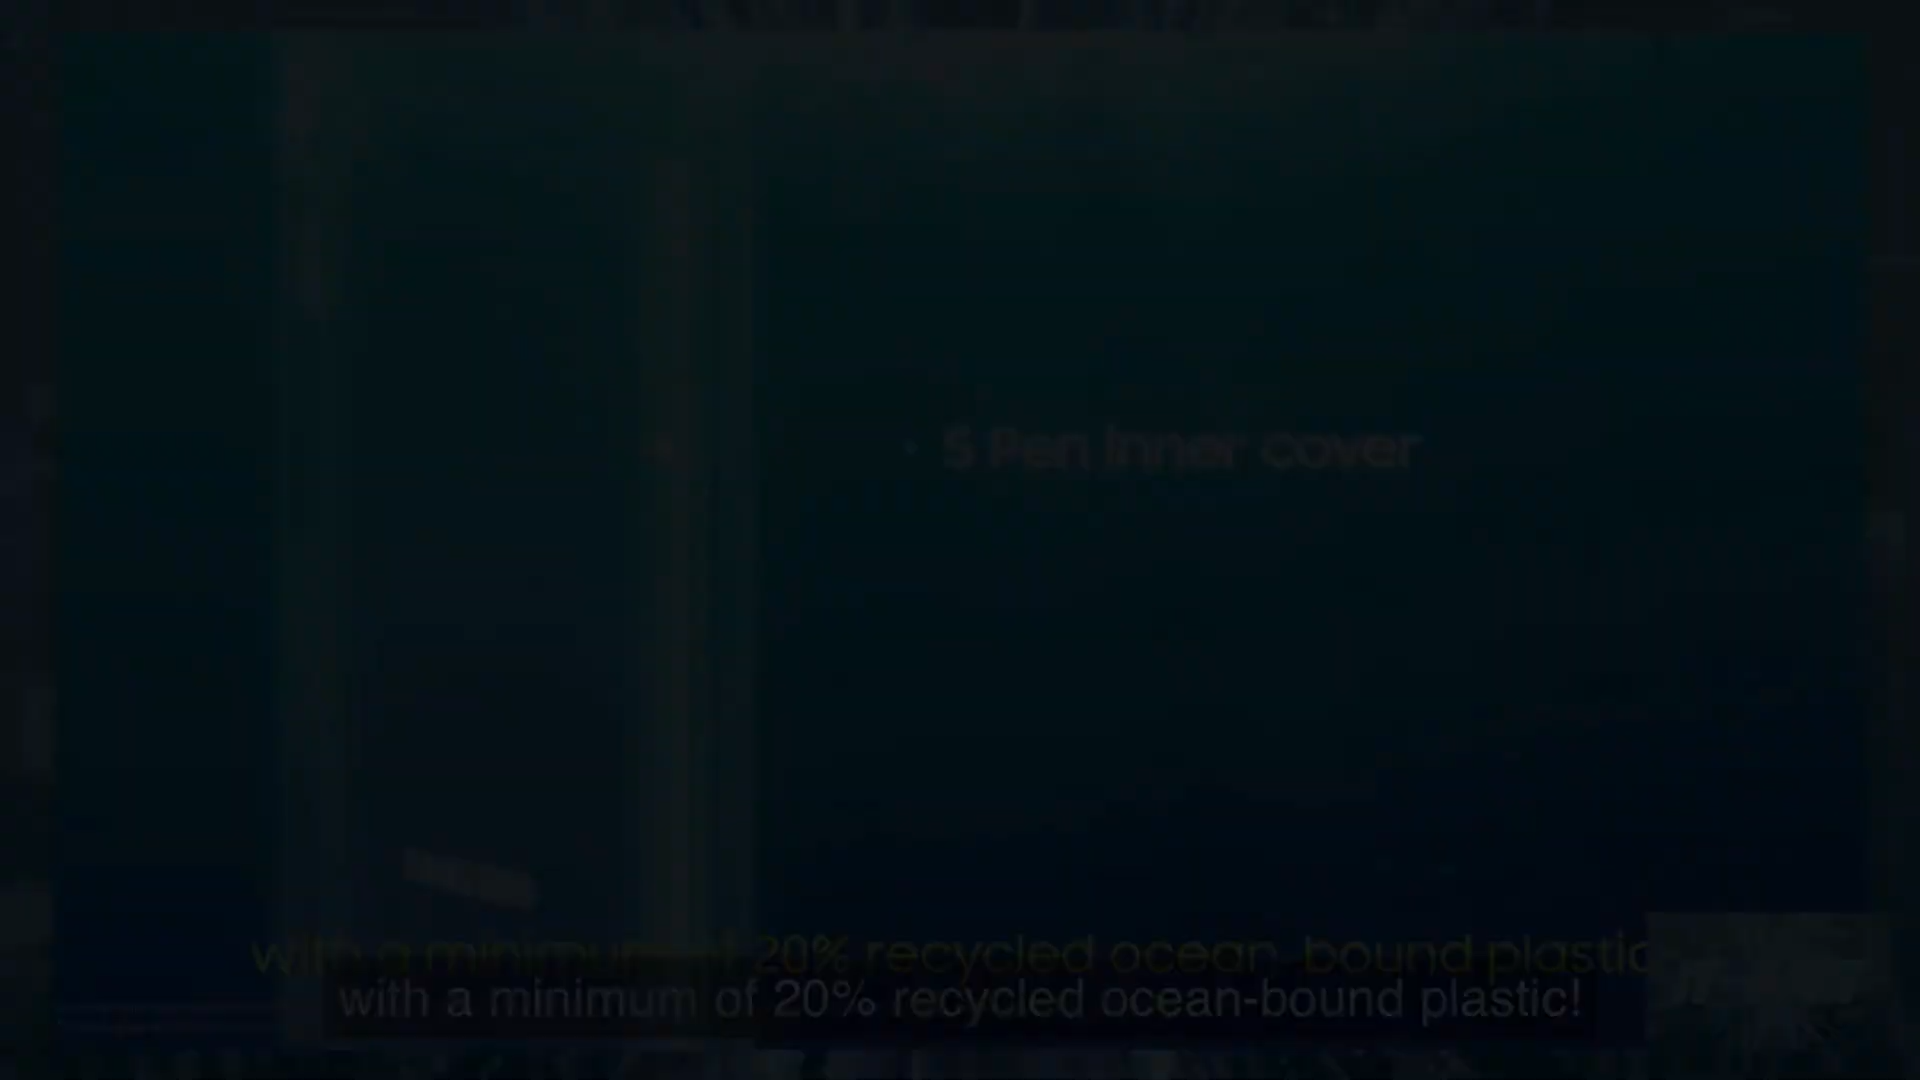 S Pen inner cover
with a minimum of 20% recycled ocean-bound plastic
with a minimum of 20% recycled ocean-bound plastic!